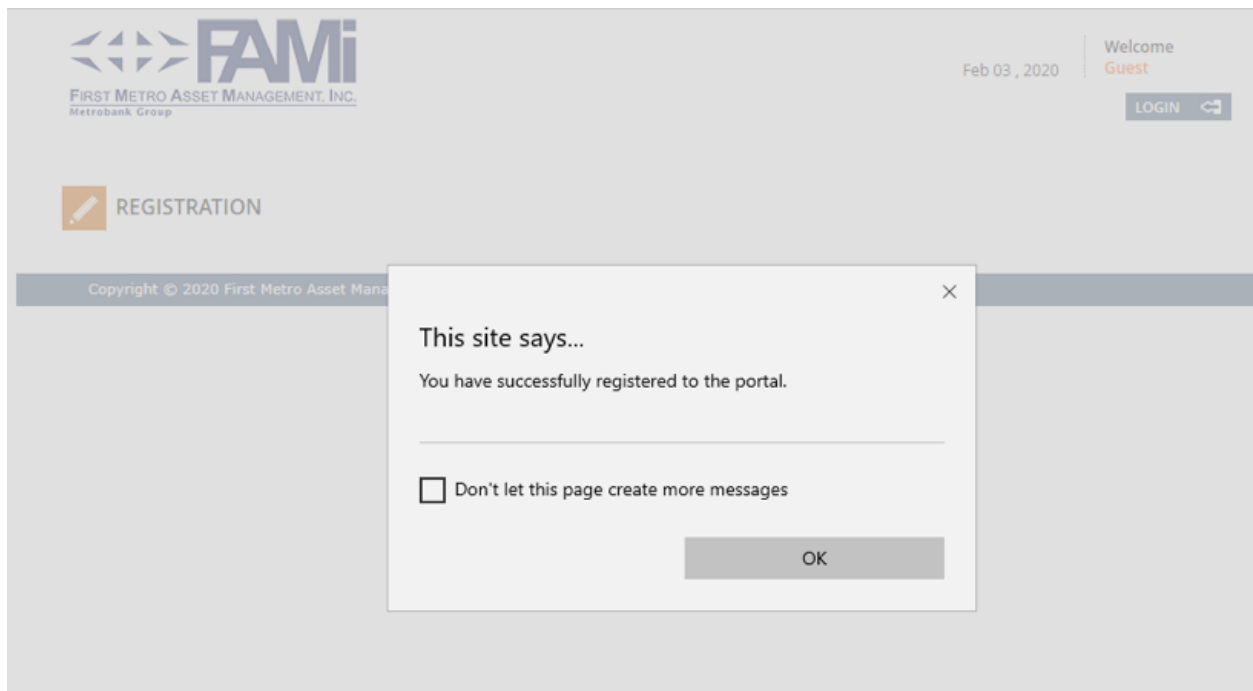 FAMi
FIRST METRO ASSET MANAGEMENT, INC.
Metrobank Group
Feb 03 , 2020
Welcome
Guest
LOGIN
REGISTRATION
Copyright © 2020 First Metro Asset Mana
This site says...
You have successfully registered to the portal.
Don't let this page create more messages
OK